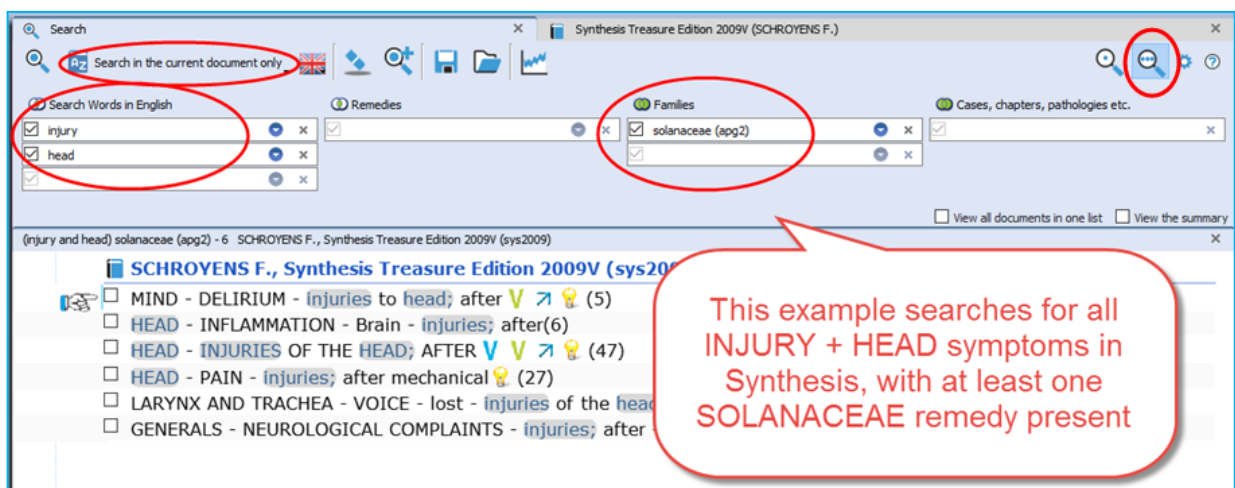 Search
Synthesis Treasure Edition 2009V (SCHROYENS F.)
AZ Search in the current document only
Search Words in English
Remedies
Families
Cases, chapters, pathologies etc.
injury
solanaceae (apg2)
head
View all documents in one list View the summary
(injury and head) solanaceae (apg2) - 6 SCHROYENS F., Synthesis Treasure Edition 2009V (sys2009)
SCHROYENS F., Synthesis Treasure Edition 2009V (sys200
MIND - DELIRIUM - injuries to head; after V (5)
HEAD - INFLAMMATION - Brain - injuries; after(6)
HEAD - INJURIES OF THE HEAD; AFTER V V (47)
HEAD - PAIN - injuries; after mechanical (27)
LARYNX AND TRACHEA - VOICE - lost - injuries of the head
GENERALS - NEUROLOGICAL COMPLAINTS - injuries; after -
This example searches for all
INJURY + HEAD symptoms in
Synthesis, with at least one
SOLANACEAE remedy present